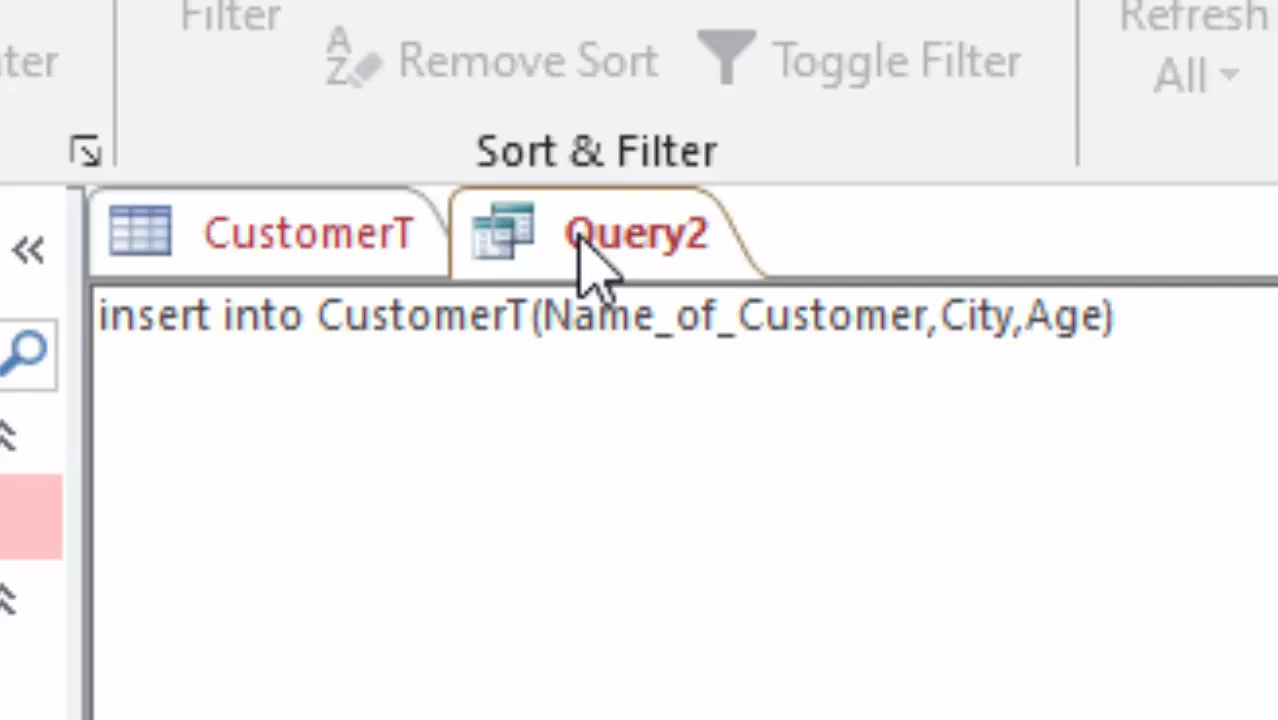 Filter
Remove Sort
Toggle Filter
Refresh
All
Sort & Filter
CustomerT
Query2
insert into CustomerT(Name_of_Customer,City,Age)